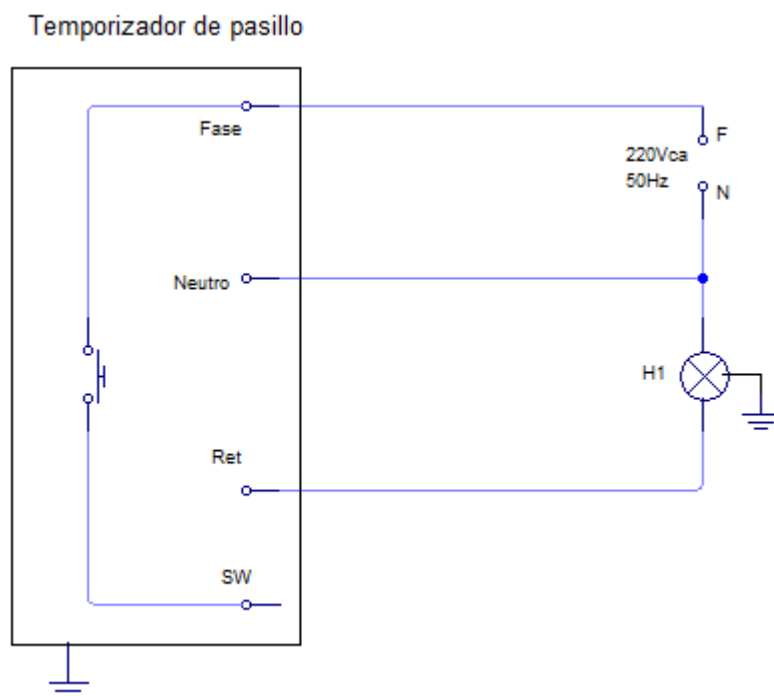 Temporizador de pasillo
Fase
F
220Vca
50Hz
N
Neutro
H1
Ret
SW